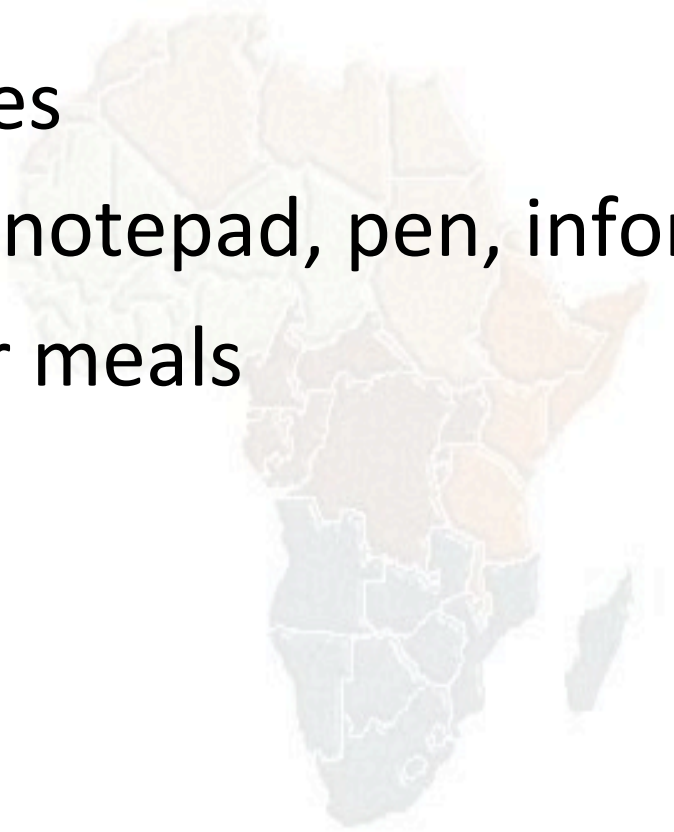 es
notepad, pen, infor
r meals